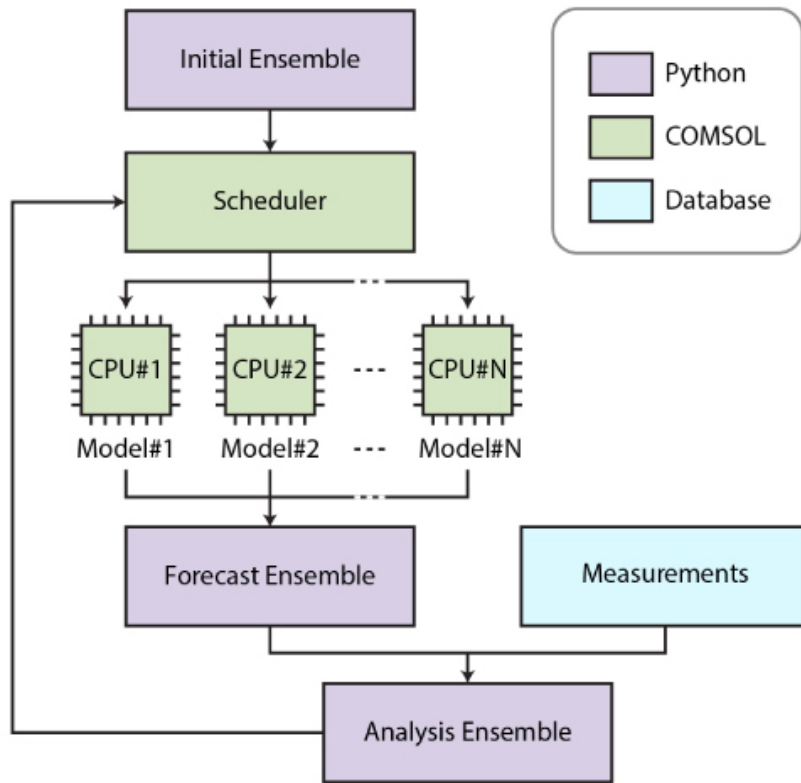 Initial Ensemble
Python
COMSOL
Database
Scheduler
CPU#1 CPU#2 --- CPU#N
Model#1 Model#2 --- Model#N
Forecast Ensemble
Measurements
Analysis Ensemble